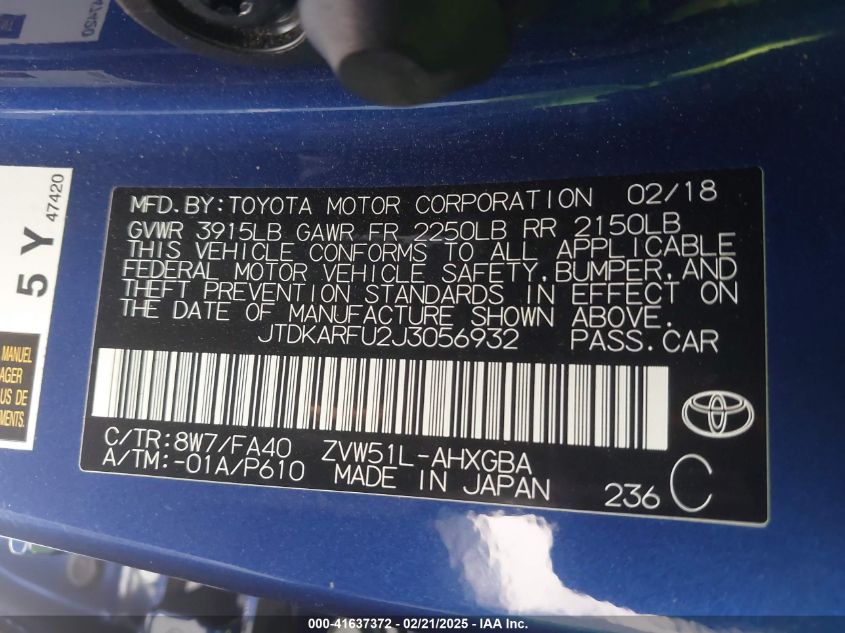 MFD.BY:TOYOTA MOTOR CORPORATION 02/18
GVWR 3915LB GAWR FR 2250LB RR 2150LB
THIS VEHICLE CONFORMS TO ALL APPLICABLE
FEDERAL MOTOR VEHICLE SAFETY,BUMPER,AND
THEFT PREVENTION STANDARDS IN EFFECT ON
THE DATE OF MANUFACTURE SHOWN ABOVE.
JTDKARFU2J3056932 PASS.CAR
C/TR:8W7/FA40 ZVW51L-AHXGBA
A/TM:-01A/P610 MADE IN JAPAN
236 C
5 Y 47420
MANUEL
US DE
000-41637372 - 02/21/2025 - IAA Inc.